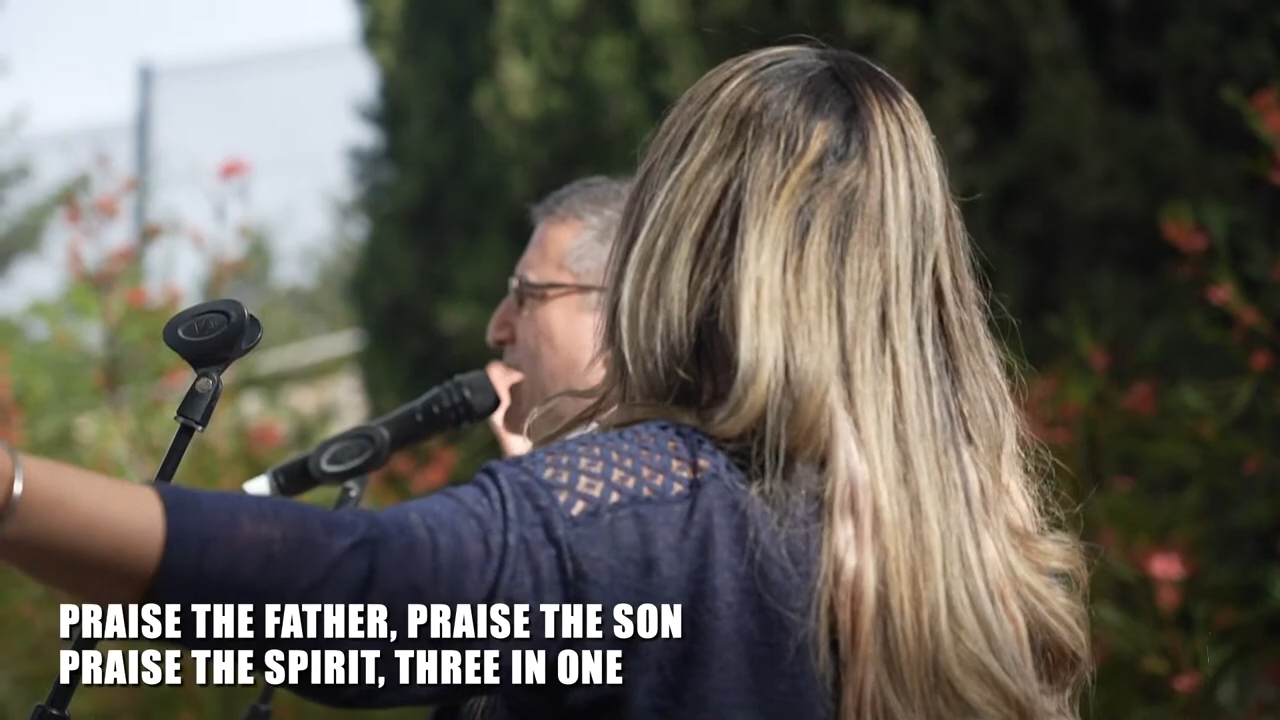 PRAISE THE FATHER, PRAISE THE SON
PRAISE THE SPIRIT, THREE IN ONE